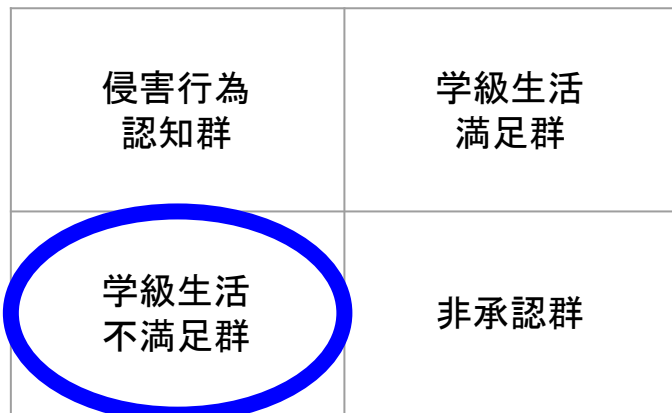 侵害行為
認知群
学級生活
満足群
学級生活
不満足群
非承認群